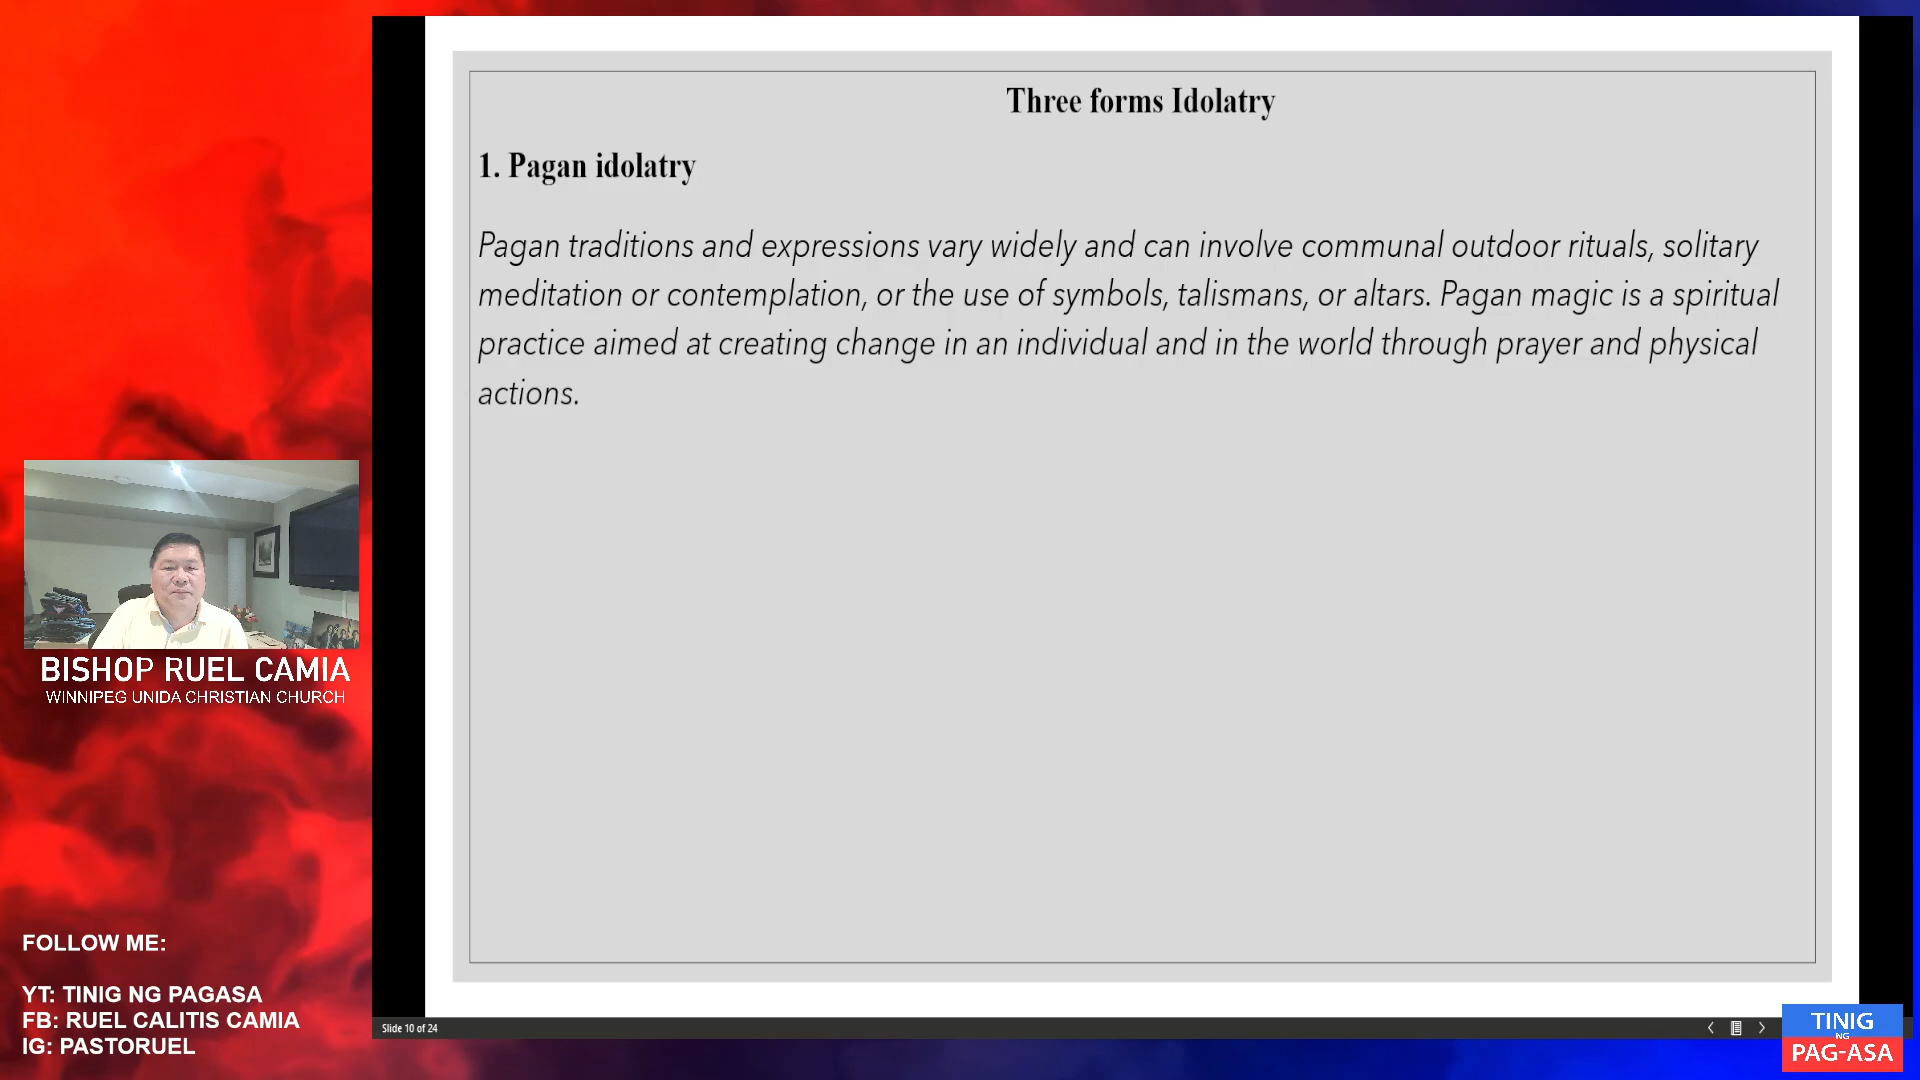 Three forms Idolatry
1. Pagan idolatry
Pagan traditions and expressions vary widely and can involve communal outdoor rituals, solitary
meditation or contemplation, or the use of symbols, talismans, or altars. Pagan magic is a spiritual
practice aimed at creating change in an individual and in the world through prayer and physical
actions.
BISHOP RUEL CAMIA
WINNIPEG UNIDA CHRISTIAN CHURCH
FOLLOW ME:
YT: TINIG NG PAGASA
FB: RUEL CALITIS CAMIA
IG: PASTORUEL
Slide 10 of 24
TINIG
NG
PAG-ASA